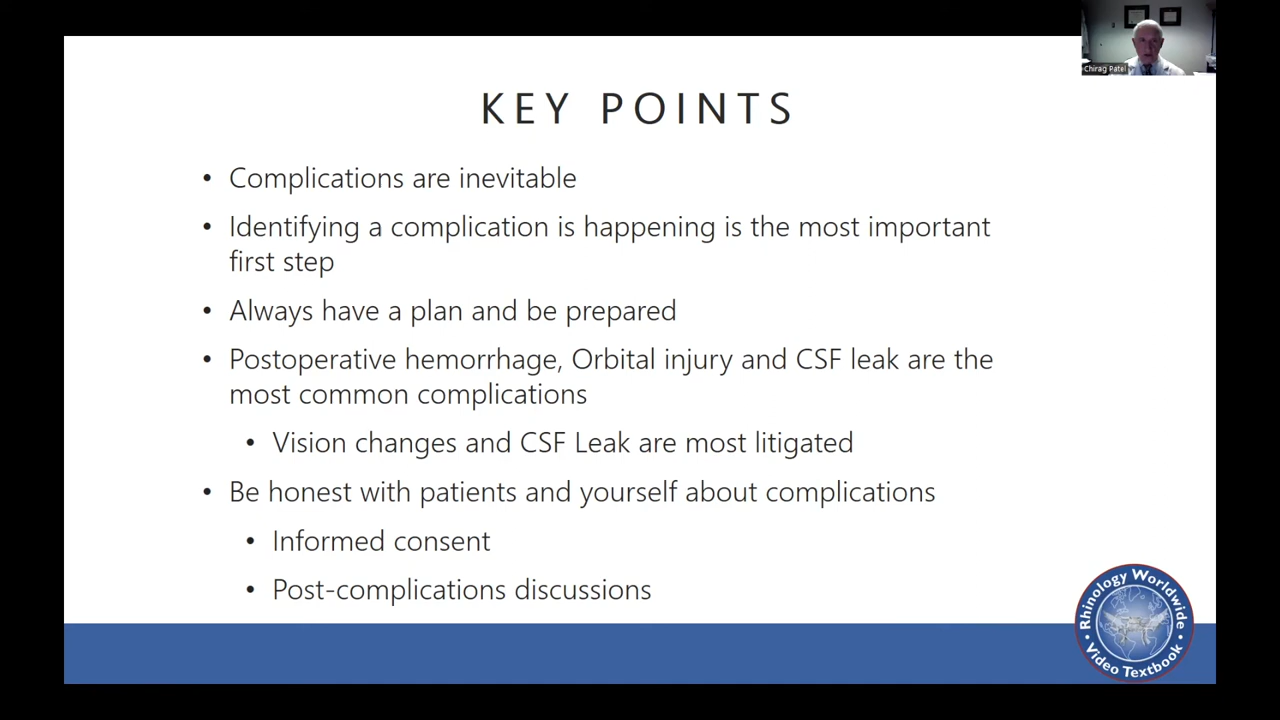 Chirag Patel
KEY POINTS
• Complications are inevitable
• Identifying a complication is happening is the most important
first step
• Always have a plan and be prepared
• Postoperative hemorrhage, Orbital injury and CSF leak are the
most common complications
• Vision changes and CSF Leak are most litigated
• Be honest with patients and yourself about complications
• Informed consent
• Post-complications discussions
Rhinology Worldwide
• Video Textbook •